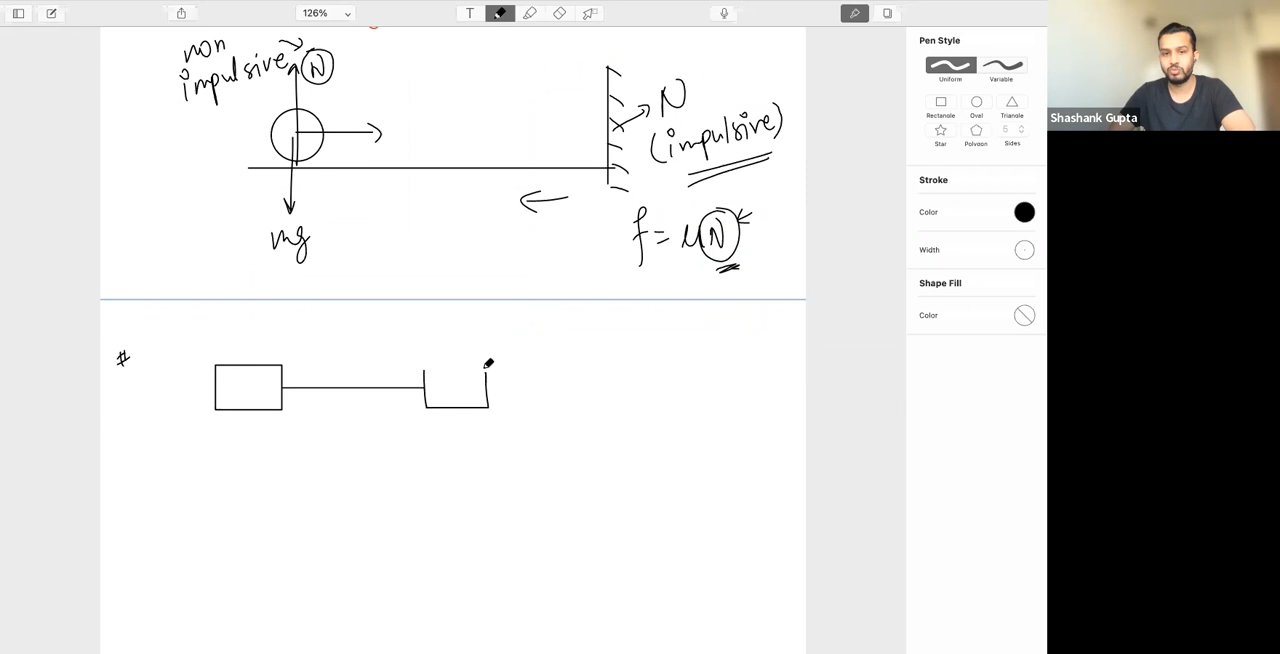 126%
T
Pen Style
Uniform Variable
Rectangle Oval Triangle
Star Polygon 5 Sides
Stroke
Color
Width
Shape Fill
Color
Shashank Gupta
non
impulsive N
mg
N
(impulsive)
f = μN
#